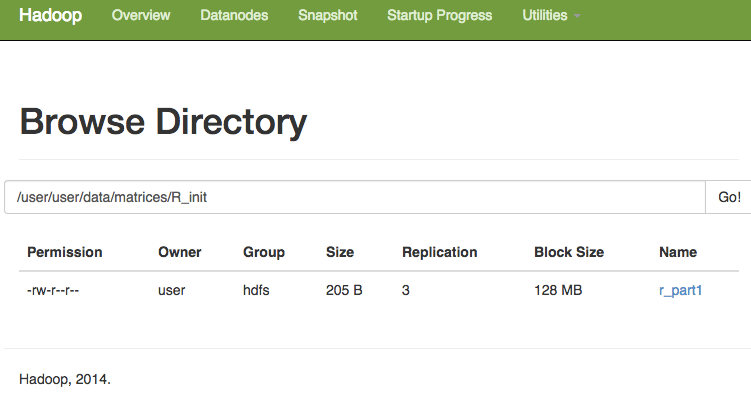 Hadoop Overview Datanodes Snapshot Startup Progress Utilities
Browse Directory
/user/user/data/matrices/R_init Go!
Permission Owner Group Size Replication Block Size Name
-rw-r--r-- user hdfs 205 B 3 128 MB r_part1
Hadoop, 2014.